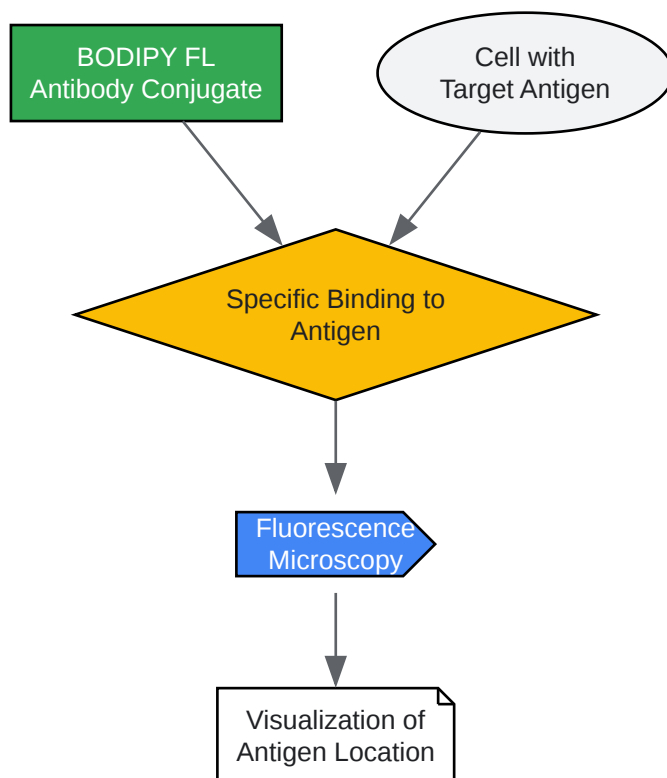 BODIPY FL
Antibody Conjugate
Cell with
Target Antigen
Specific Binding to
Antigen
Fluorescence
Microscopy
Visualization of
Antigen Location